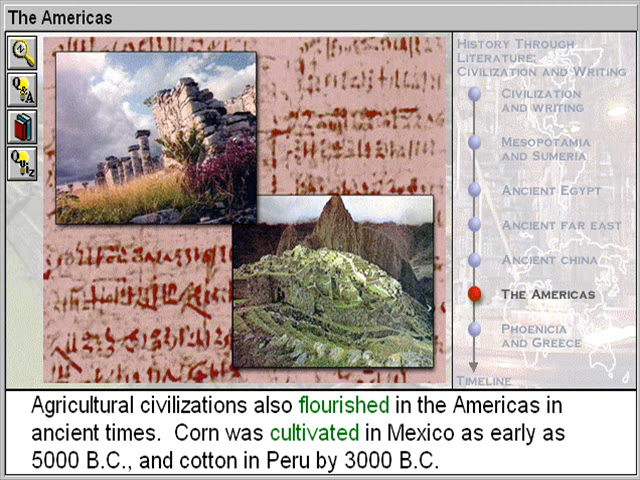 The Americas
Q&A
QUIZ
History Through
Literature:
Civilization and Writing
Civilization
and writing
Mesopotamia
and Sumeria
Ancient Egypt
Ancient far east
Ancient china
The Americas
Phoenicia
and Greece
Timeline
Agricultural civilizations also flourished in the Americas in
ancient times. Corn was cultivated in Mexico as early as
5000 B.C., and cotton in Peru by 3000 B.C.